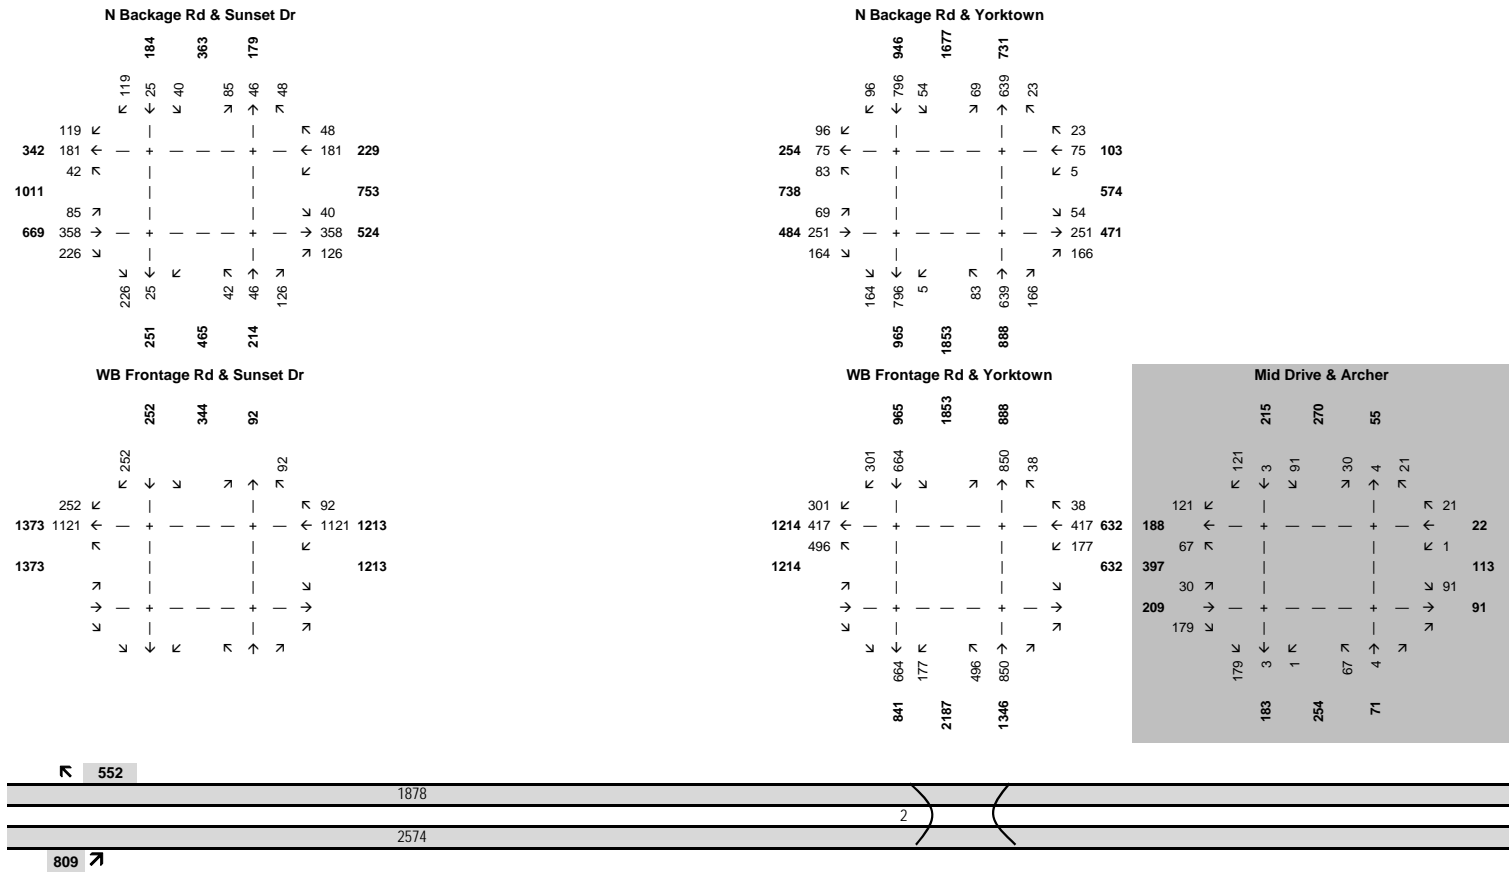 N Backage Rd & Sunset Dr
184 363 179
119 25 40 85 46 48
↙ ↓ ↘ ↗ ↑ ↖
119 ↙ | | ↖ 48
342 181 ← — + — — — + — ← 181 229
42 ↖ | | ↙
1011 | | 753
85 ↗ | | ↘ 40
669 358 → — + — — — + — → 358 524
226 ↘ | | ↗ 126
↘ ↓ ↙ ↖ ↑ ↗
226 25 42 46 126
251 465 214
N Backage Rd & Yorktown
946 1677 731
96 796 54 69 639 23
↙ ↓ ↘ ↗ ↑ ↖
96 ↙ | | ↖ 23
254 75 ← — + — — — + — ← 75 103
83 ↖ | | ↙ 5
738 | | 574
69 ↗ | | ↘ 54
484 251 → — + — — — + — → 251 471
164 ↘ | | ↗ 166
↘ ↓ ↙ ↖ ↑ ↗
164 796 5 83 639 166
965 1853 888
WB Frontage Rd & Sunset Dr
252 344 92
252 92
↙ ↓ ↘ ↗ ↑ ↖
252 ↙ | | ↖ 92
1373 1121 ← — + — — — + — ← 1121 1213
↖ | | ↙
1373 | | 1213
↗ | | ↘
→ — + — — — + — →
↘ | | ↗
↘ ↓ ↙ ↖ ↑ ↗
WB Frontage Rd & Yorktown
965 1853 888
301 664 850 38
↙ ↓ ↘ ↗ ↑ ↖
301 ↙ | | ↖ 38
1214 417 ← — + — — — + — ← 417 632
496 ↖ | | ↙ 177
1214 | | 632
↗ | | ↘
→ — + — — — + — →
↘ | | ↗
↘ ↓ ↙ ↖ ↑ ↗
664 177 496 850
841 2187 1346
Mid Drive & Archer
215 270 55
121 3 91 30 4 21
↙ ↓ ↘ ↗ ↑ ↖
121 ↙ | | ↖ 21
188 ← — + — — — + — ← 22
67 ↖ | | ↙ 1
397 | | 113
30 ↗ | | ↘ 91
209 → — + — — — + — → 91
179 ↘ | | ↗
↘ ↓ ↙ ↖ ↑ ↗
179 3 1 67 4
183 254 71
↖ 552
1878
2
2574
809 ↗